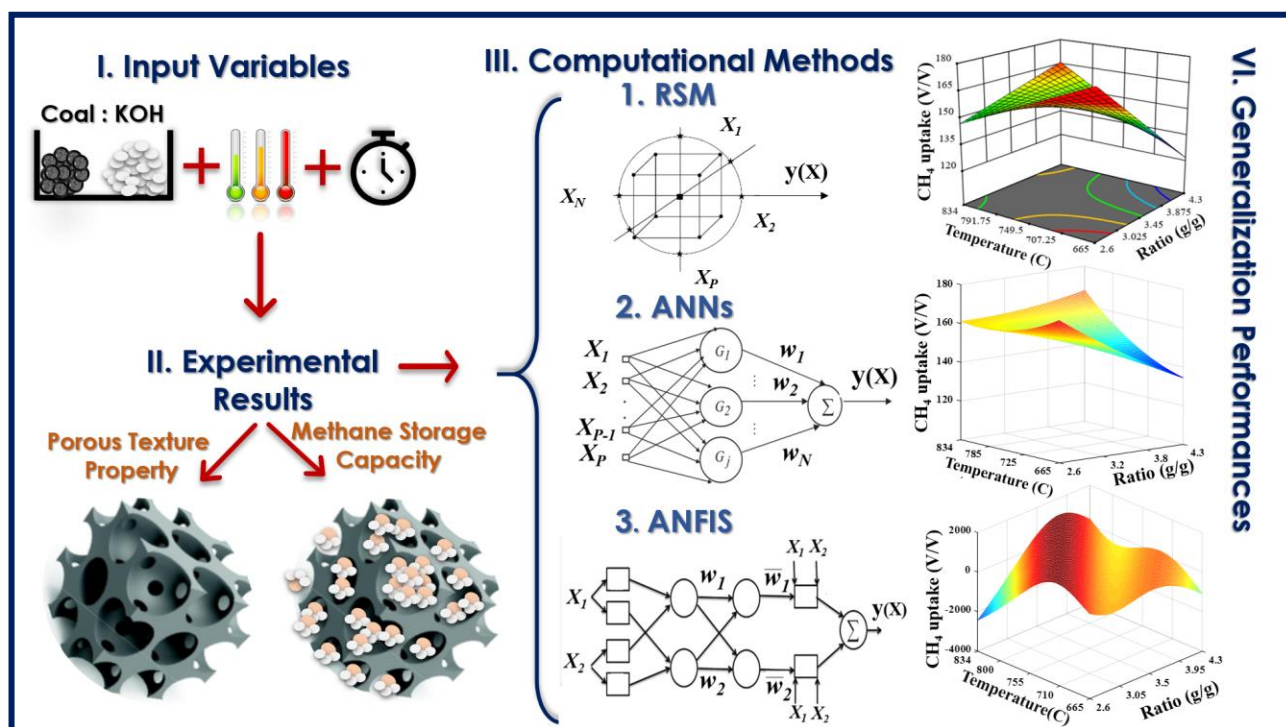 I. Input Variables
Coal : KOH
II. Experimental
Results
Porous Texture
Property
Methane Storage
Capacity
III. Computational Methods
1. RSM
X1
XN
y(X)
X2
XP
2. ANNs
X1
X2
XP-1
XP
G1
G2
Gj
w1
w2
wN
Σ
y(X)
3. ANFIS
X1
X2
w1
w2
w̅1
w̅2
X1 X2
X1 X2
Σ
y(X)
CH4 uptake (V/V)
180
165
150
135
120
834
791.75
749.5
707.25
665
Temperature (C)
2.6
3.025
3.45
3.875
4.3
Ratio (g/g)
CH4 uptake (V/V)
180
160
140
120
834
785
725
665
Temperature (C)
2.6
3.2
3.8
4.3
Ratio (g/g)
CH4 uptake (V/V)
2000
0
-2000
-4000
834
800
755
710
665
Temperature(C)
2.6
3.05
3.5
3.95
4.3
Ratio (g/g)
VI. Generalization Performances